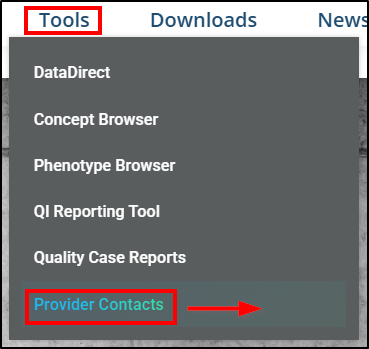 Tools Downloads News
DataDirect
Concept Browser
Phenotype Browser
QI Reporting Tool
Quality Case Reports
Provider Contacts